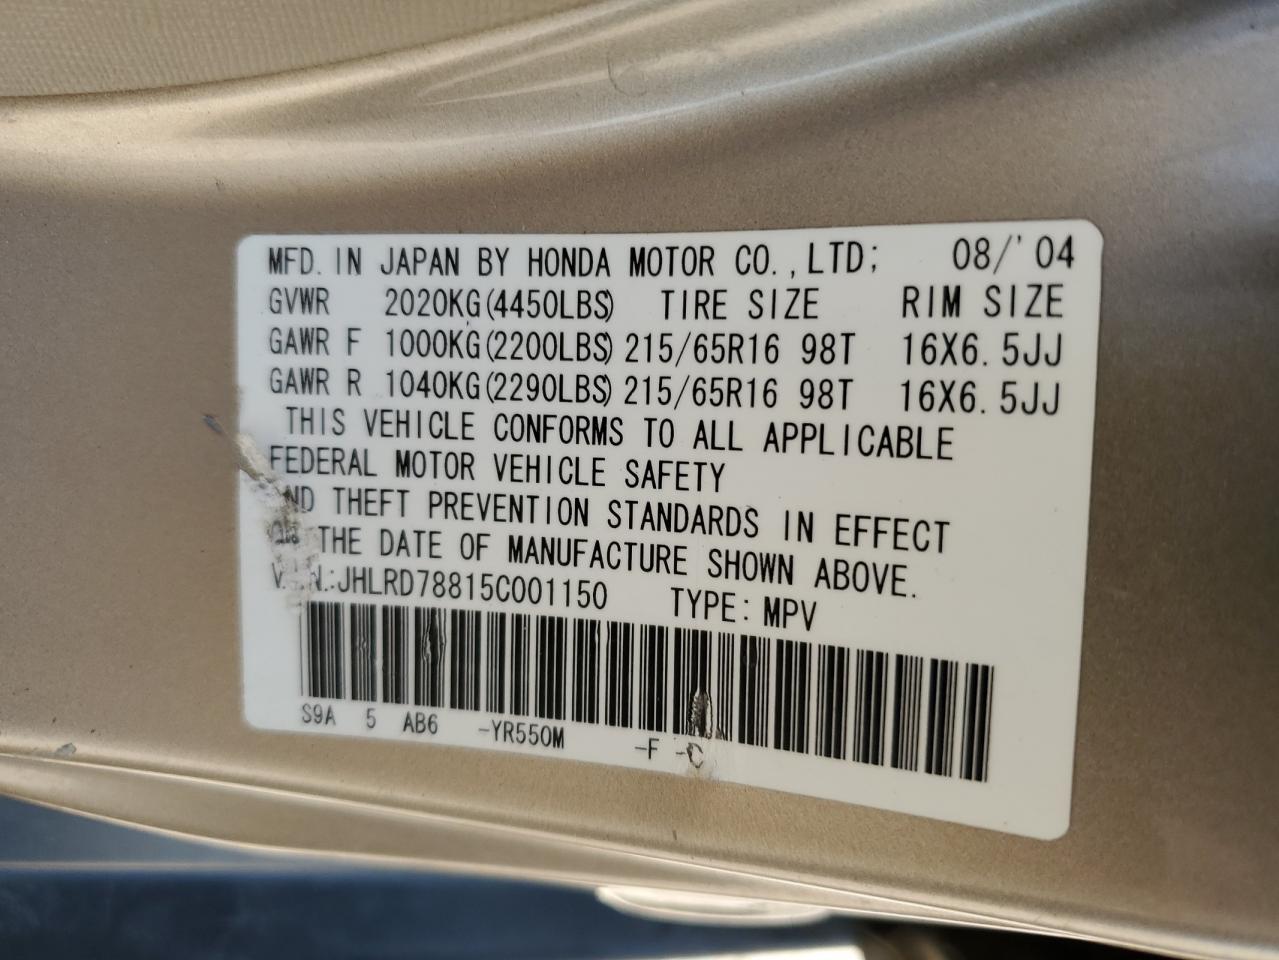 MFD. IN JAPAN BY HONDA MOTOR CO., LTD; 08/'04
GVWR 2020KG(4450LBS) TIRE SIZE RIM SIZE
GAWR F 1000KG(2200LBS) 215/65R16 98T 16X6.5JJ
GAWR R 1040KG(2290LBS) 215/65R16 98T 16X6.5JJ
THIS VEHICLE CONFORMS TO ALL APPLICABLE
FEDERAL MOTOR VEHICLE SAFETY
AND THEFT PREVENTION STANDARDS IN EFFECT
THE DATE OF MANUFACTURE SHOWN ABOVE.
V.I.N.:JHLRD78815C001150 TYPE: MPV
S9A 5 AB6 -YR550M -F -C